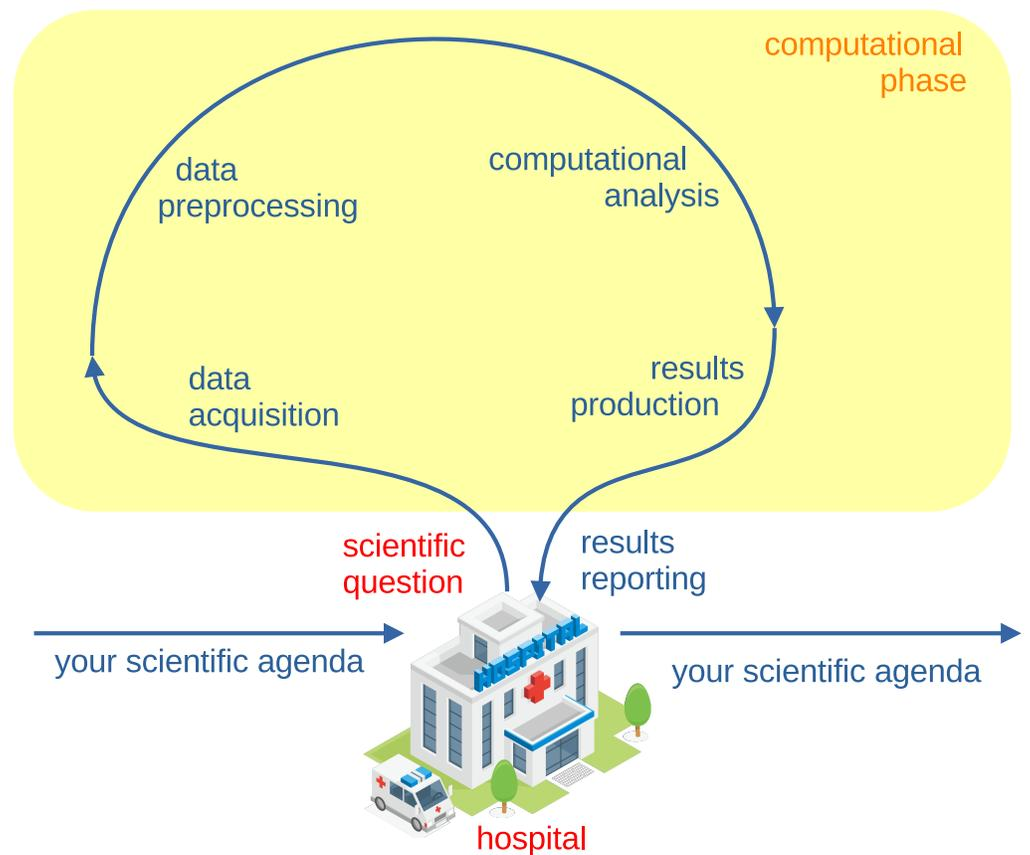 computational
phase
data
preprocessing
computational
analysis
data
acquisition
results
production
scientific
question
results
reporting
HOSPITAL
your scientific agenda
your scientific agenda
hospital